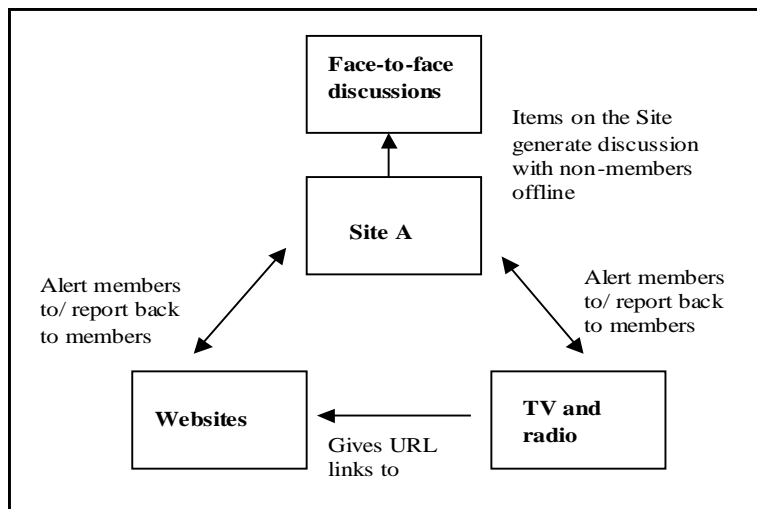 Face-to-face
discussions
Items on the Site
generate discussion
with non-members
offline
Site A
Alert members
to/ report back
to members
Alert members
to/ report back
to members
Websites
TV and
radio
Gives URL
links to